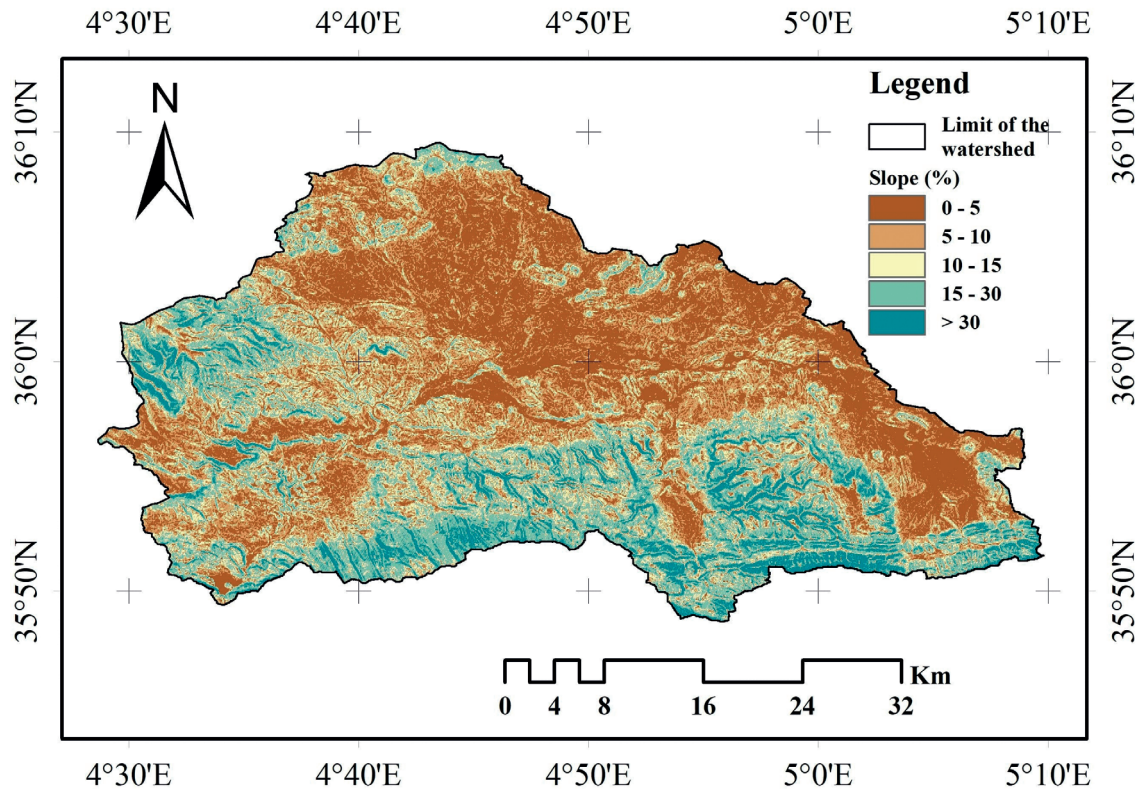 4°30'E 4°40'E 4°50'E 5°0'E 5°10'E
N
Legend
Limit of the
watershed
Slope (%)
0 - 5
5 - 10
10 - 15
15 - 30
> 30
36°10'N 36°10'N
36°0'N 36°0'N
35°50'N 35°50'N
Km
0 4 8 16 24 32
4°30'E 4°40'E 4°50'E 5°0'E 5°10'E